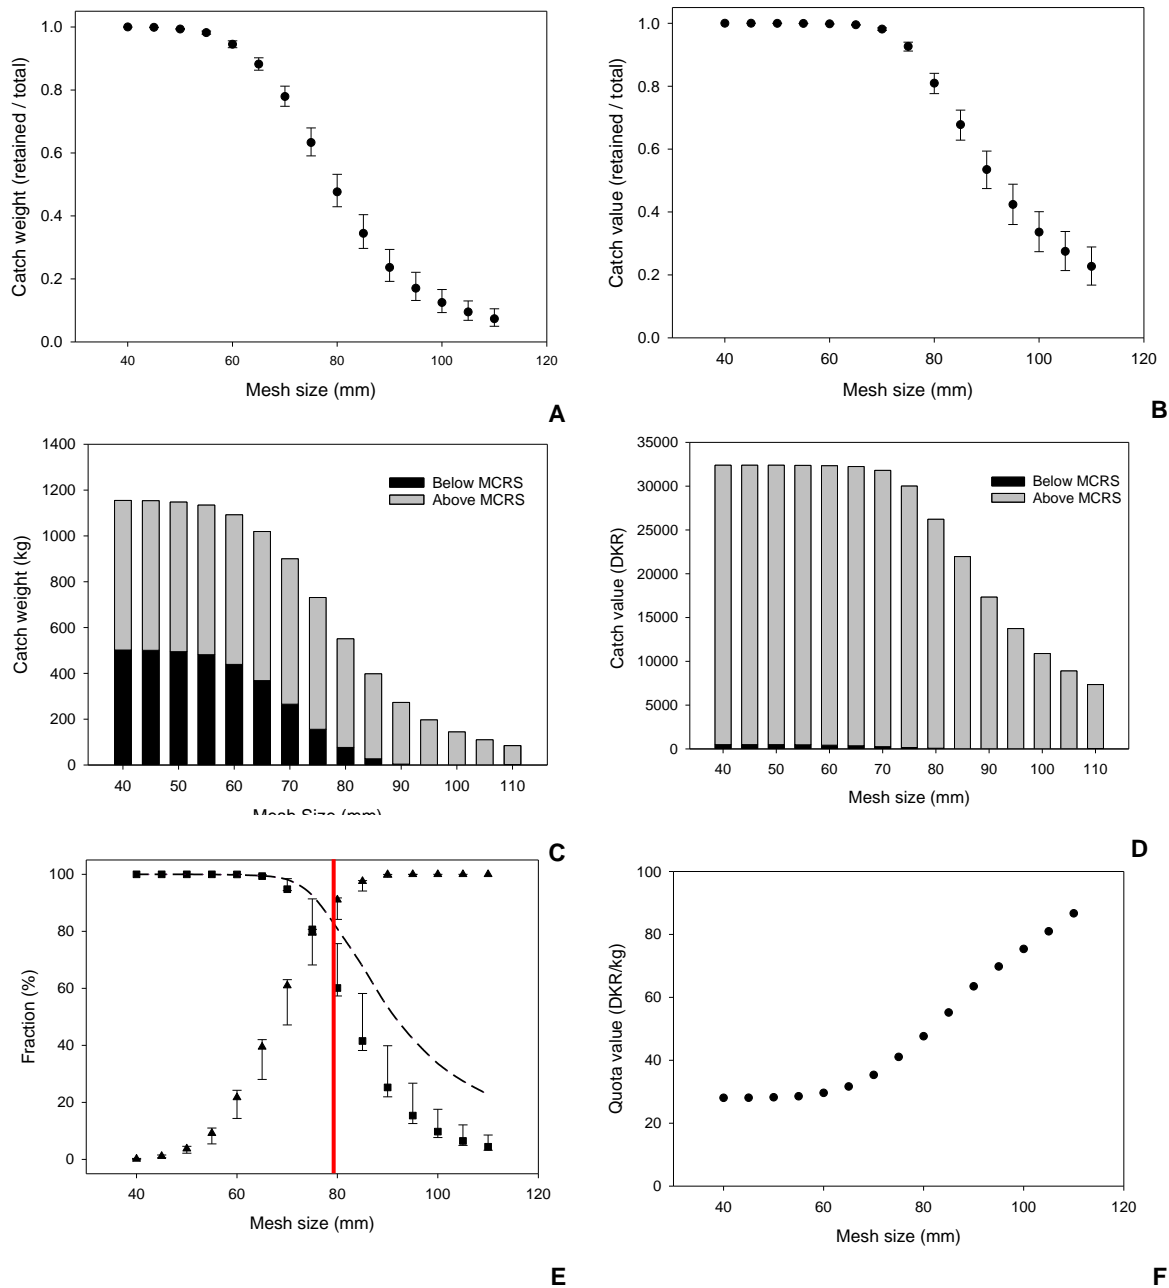 Catch weight (retained / total)
1.0
0.8
0.6
0.4
0.2
0.0
40 60 80 100 120
Mesh size (mm)
A
Catch value (retained / total)
1.0
0.8
0.6
0.4
0.2
0.0
40 60 80 100 120
Mesh size (mm)
B
Catch weight (kg)
1400
1200
1000
800
600
400
200
0
Below MCRS
Above MCRS
40 50 60 70 80 90 100 110
Mesh Size (mm)
C
Catch value (DKR)
35000
30000
25000
20000
15000
10000
5000
0
Below MCRS
Above MCRS
40 50 60 70 80 90 100 110
Mesh size (mm)
D
Fraction (%)
100
80
60
40
20
0
40 60 80 100 120
Mesh size (mm)
E
Quota value (DKR/kg)
100
80
60
40
20
0
40 60 80 100 120
Mesh size (mm)
F